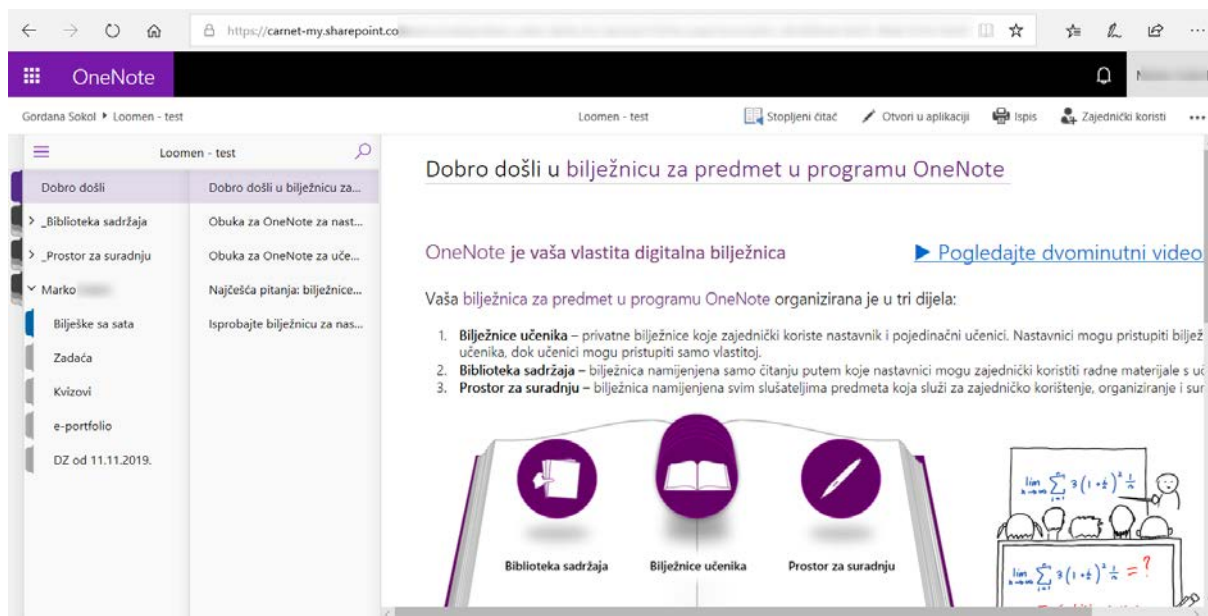 https://carnet-my.sharepoint.co
OneNote
Gordana Sokol ▸ Loomen - test
Loomen - test
Stopljeni čitač
Otvori u aplikaciji
Ispis
Zajednički koristi
Loomen - test
Dobro došli
_Biblioteka sadržaja
_Prostor za suradnju
Marko
Bilješke sa sata
Zadaća
Kvizovi
e-portfolio
DZ od 11.11.2019.
Dobro došli u bilježnicu za...
Obuka za OneNote za nast...
Obuka za OneNote za uče...
Najčešća pitanja: bilježnice...
Isprobajte bilježnicu za nas...
Dobro došli u bilježnicu za predmet u programu OneNote
OneNote je vaša vlastita digitalna bilježnica
Pogledajte dvominutni video
Vaša bilježnica za predmet u programu OneNote organizirana je u tri dijela:
1. Bilježnice učenika – privatne bilježnice koje zajednički koriste nastavnik i pojedinačni učenici. Nastavnici mogu pristupiti biljež
učenika, dok učenici mogu pristupiti samo vlastitoj.
2. Biblioteka sadržaja – bilježnica namijenjena samo čitanju putem koje nastavnici mogu zajednički koristiti radne materijale s uč
3. Prostor za suradnju – bilježnica namijenjena svim slušateljima predmeta koja služi za zajedničko korištenje, organiziranje i sur
Biblioteka sadržaja
Bilježnice učenika
Prostor za suradnju